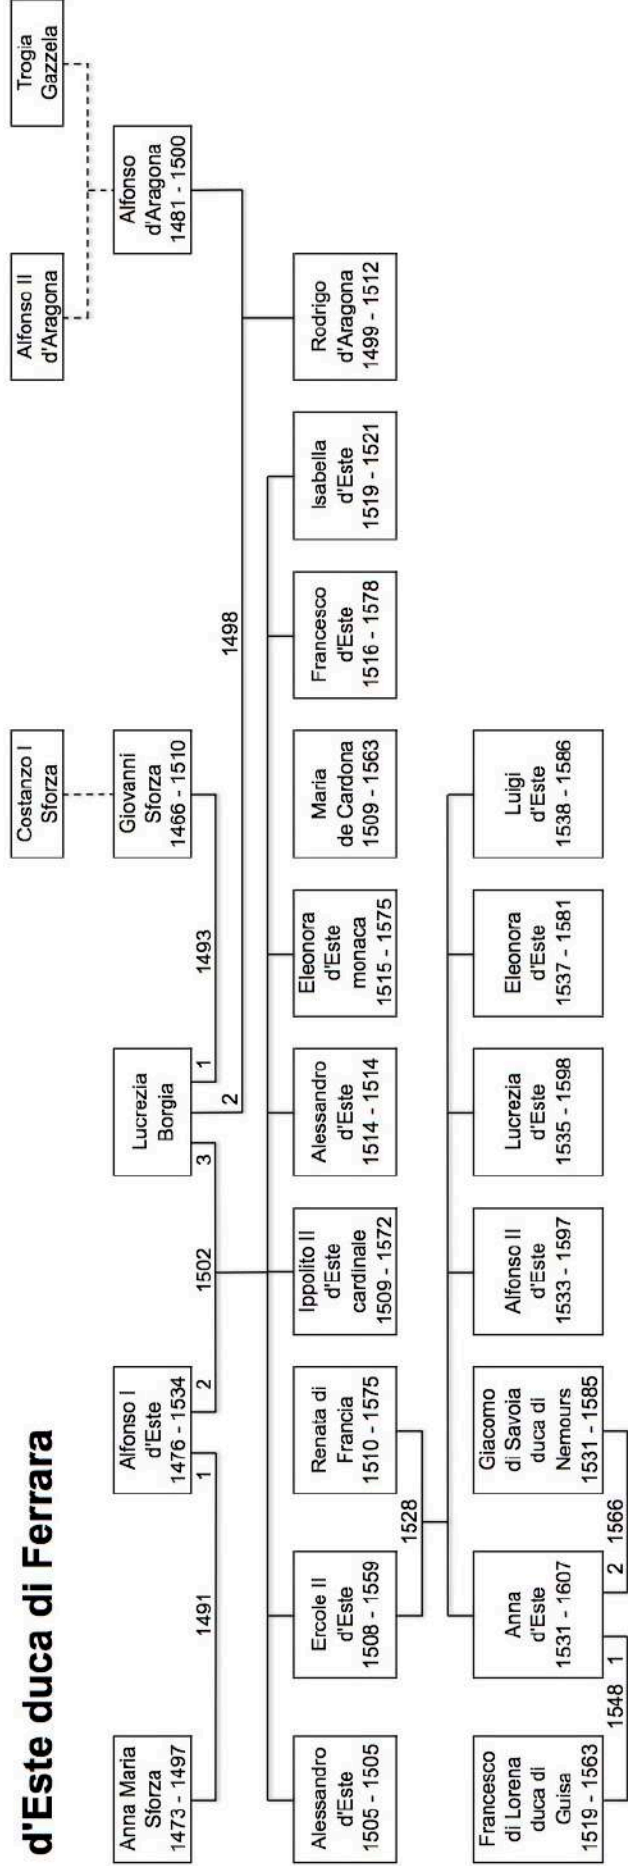 d'Este duca di Ferrara
Costanzo I
Sforza
Alfonso II
d'Aragona
Trogia
Gazzela
Anna Maria
Sforza
1473 - 1497
Alfonso I
d'Este
1476 - 1534
Lucrezia
Borgia
Giovanni
Sforza
1466 - 1510
Alfonso
d'Aragona
1481 - 1500
1491
1
2
1502
3
1
2
1493
1498
Alessandro
d'Este
1505 - 1505
Ercole II
d'Este
1508 - 1559
Renata di
Francia
1510 - 1575
Ippolito II
d'Este
cardinale
1509 - 1572
Alessandro
d'Este
1514 - 1514
Eleonora
d'Este
monaca
1515 - 1575
Maria
de Cardona
1509 - 1563
Francesco
d'Este
1516 - 1578
Isabella
d'Este
1519 - 1521
Rodrigo
d'Aragona
1499 - 1512
1528
Francesco
di Lorena
duca di
Guisa
1519 - 1563
Anna
d'Este
1531 - 1607
Giacomo
di Savoia
duca di
Nemours
1531 - 1585
Alfonso II
d'Este
1533 - 1597
Lucrezia
d'Este
1535 - 1598
Eleonora
d'Este
1537 - 1581
Luigi
d'Este
1538 - 1586
1548
1
2
1566